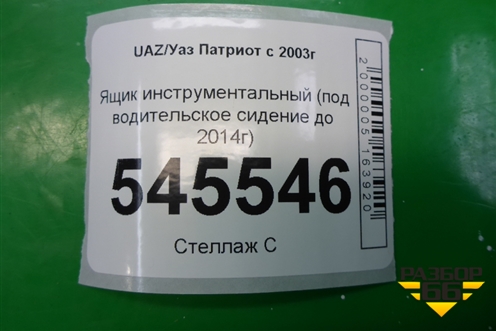 UAZ/Уаз Патриот с 2003г
Ящик инструментальный (под
водительское сидение до
2014г)
545546
Стеллаж С
2000005163920
РАЗБОР
66